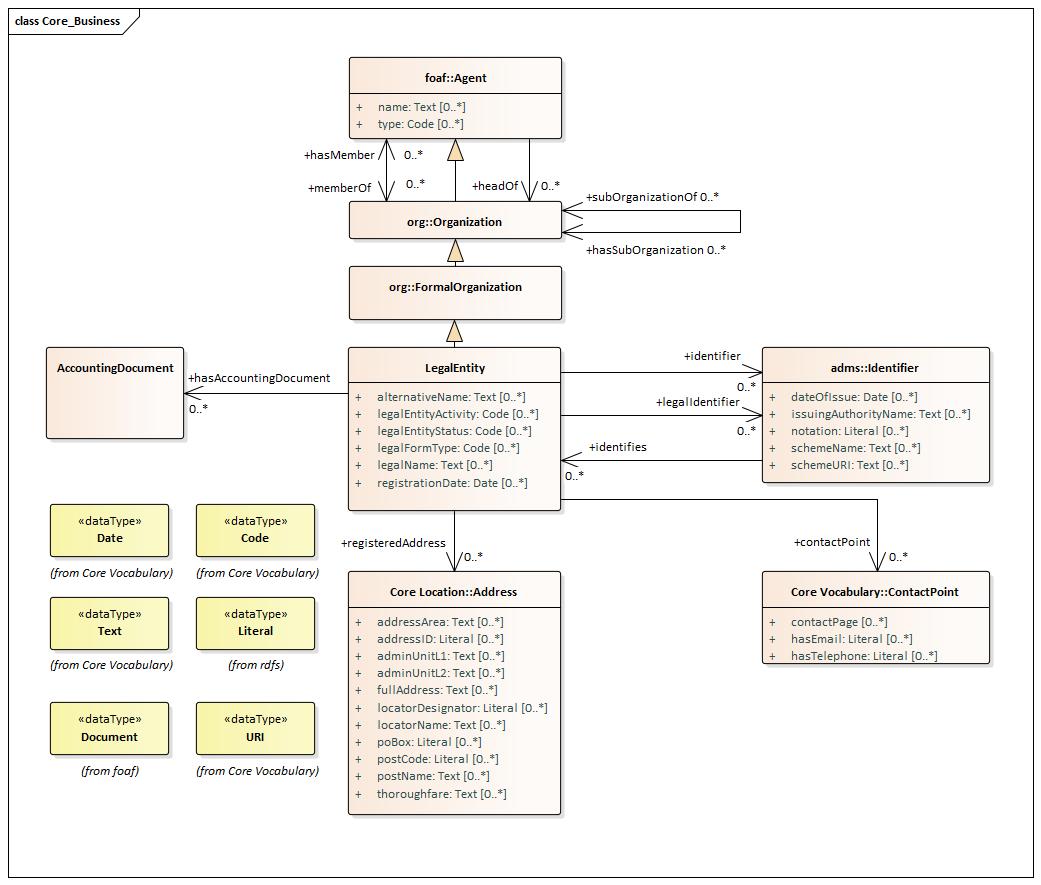 class Core_Business
foaf::Agent
+ name: Text [0..*]
+ type: Code [0..*]
+hasMember 0..*
+memberOf 0..*
+headOf 0..*
+subOrganizationOf 0..*
org::Organization
+hasSubOrganization 0..*
org::FormalOrganization
AccountingDocument
+hasAccountingDocument
0..*
LegalEntity
+ alternativeName: Text [0..*]
+ legalEntityActivity: Code [0..*]
+ legalEntityStatus: Code [0..*]
+ legalFormType: Code [0..*]
+ legalName: Text [0..*]
+ registrationDate: Date [0..*]
+identifier
0..*
+legalIdentifier
0..*
+identifies
0..*
adms::Identifier
+ dateOfIssue: Date [0..*]
+ issuingAuthorityName: Text [0..*]
+ notation: Literal [0..*]
+ schemeName: Text [0..*]
+ schemeURI: Text [0..*]
«dataType»
Date
(from Core Vocabulary)
«dataType»
Code
(from Core Vocabulary)
+registeredAddress
0..*
+contactPoint
0..*
«dataType»
Text
(from Core Vocabulary)
«dataType»
Literal
(from rdfs)
«dataType»
Document
(from foaf)
«dataType»
URI
(from Core Vocabulary)
Core Location::Address
+ addressArea: Text [0..*]
+ addressID: Literal [0..*]
+ adminUnitL1: Text [0..*]
+ adminUnitL2: Text [0..*]
+ fullAddress: Text [0..*]
+ locatorDesignator: Literal [0..*]
+ locatorName: Text [0..*]
+ poBox: Literal [0..*]
+ postCode: Literal [0..*]
+ postName: Text [0..*]
+ thoroughfare: Text [0..*]
Core Vocabulary::ContactPoint
+ contactPage [0..*]
+ hasEmail: Literal [0..*]
+ hasTelephone: Literal [0..*]